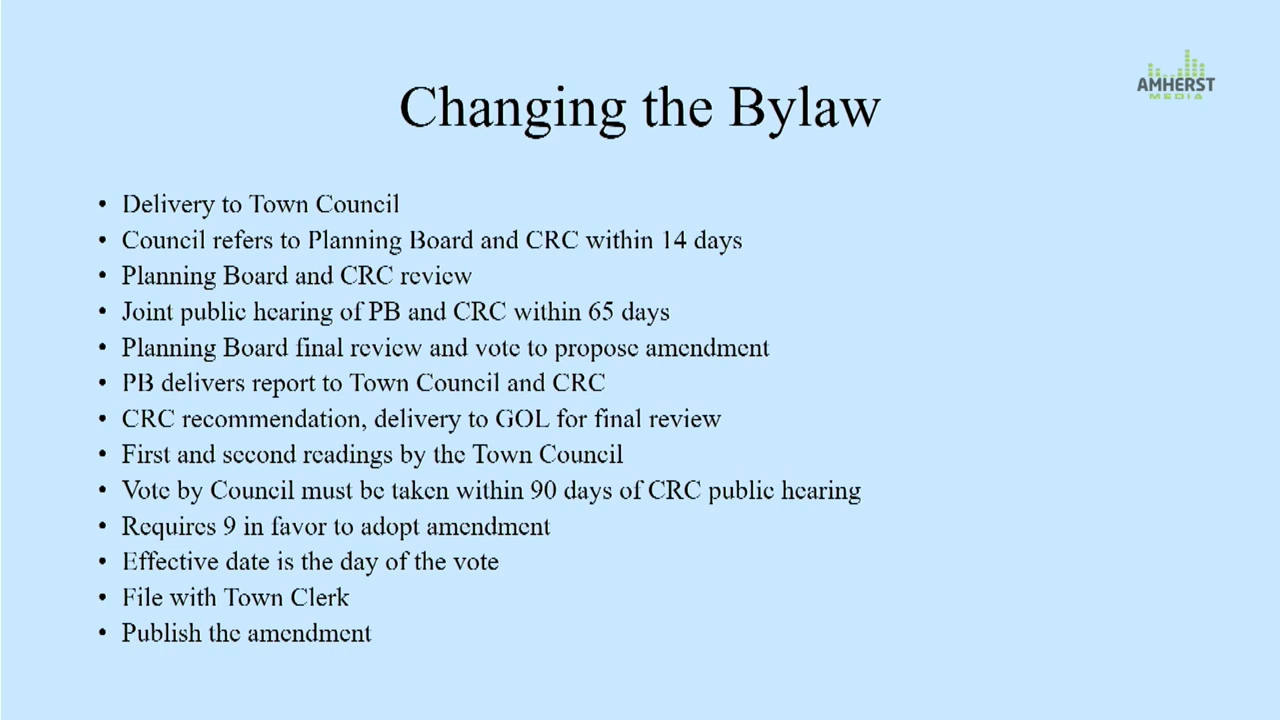 AMHERST
MEDIA
Changing the Bylaw
• Delivery to Town Council
• Council refers to Planning Board and CRC within 14 days
• Planning Board and CRC review
• Joint public hearing of PB and CRC within 65 days
• Planning Board final review and vote to propose amendment
• PB delivers report to Town Council and CRC
• CRC recommendation, delivery to GOL for final review
• First and second readings by the Town Council
• Vote by Council must be taken within 90 days of CRC public hearing
• Requires 9 in favor to adopt amendment
• Effective date is the day of the vote
• File with Town Clerk
• Publish the amendment